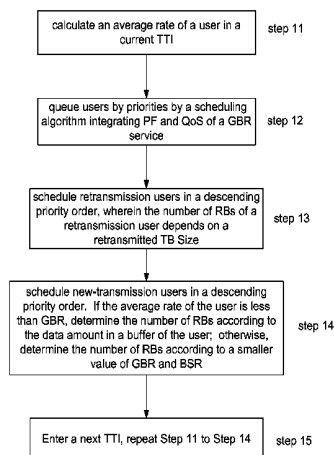 calculate an average rate of a user in a
current TTI
step 11
queue users by priorities by a scheduling
algorithm integrating PF and QoS of a GBR
service
step 12
schedule retransmission users in a descending
priority order, wherein the number of RBs of a
retransmission user depends on a
retransmitted TB Size
step 13
schedule new-transmission users in a descending
priority order. If the average rate of the user is less
than GBR, determine the number of RBs according to
the data amount in a buffer of the user; otherwise,
determine the number of RBs according to a smaller
value of GBR and BSR
step 14
Enter a next TTI, repeat Step 11 to Step 14
step 15